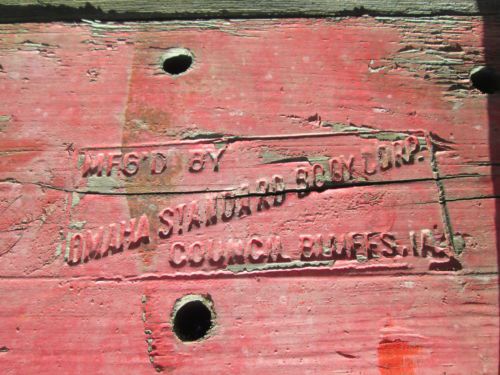 MFG'D BY
OMAHA STANDARD BODY CORP.
COUNCIL BLUFFS, IA.